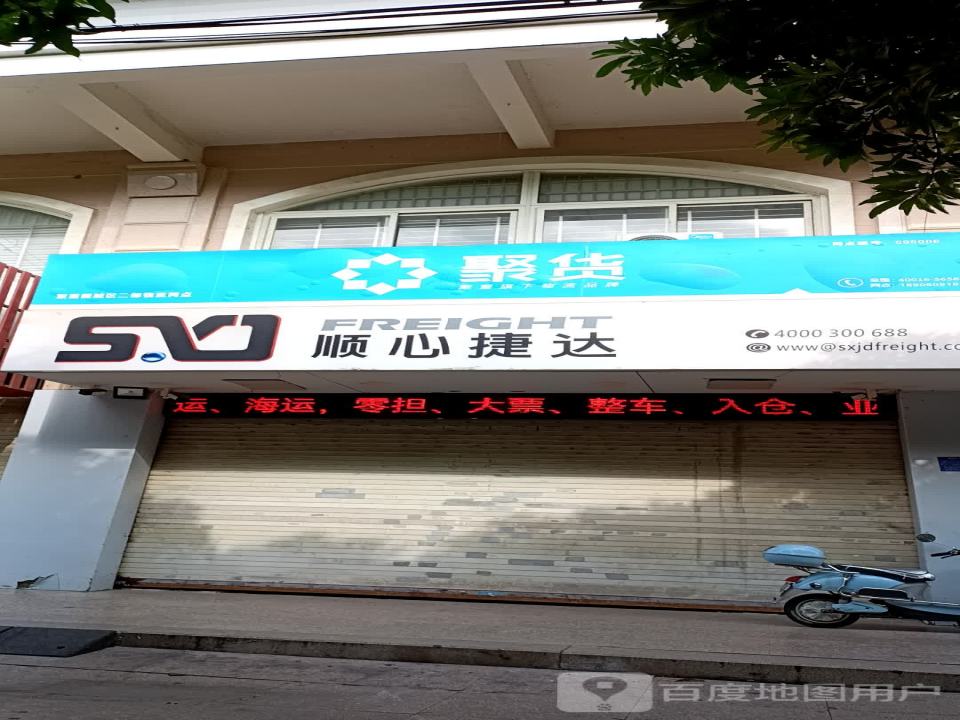 聚货
SXJD
FREIGHT
顺心捷达
4000 300 688
www@sxjdfreight.co
运、海运，零担、大票、整车、入仓、业
百度地图用户